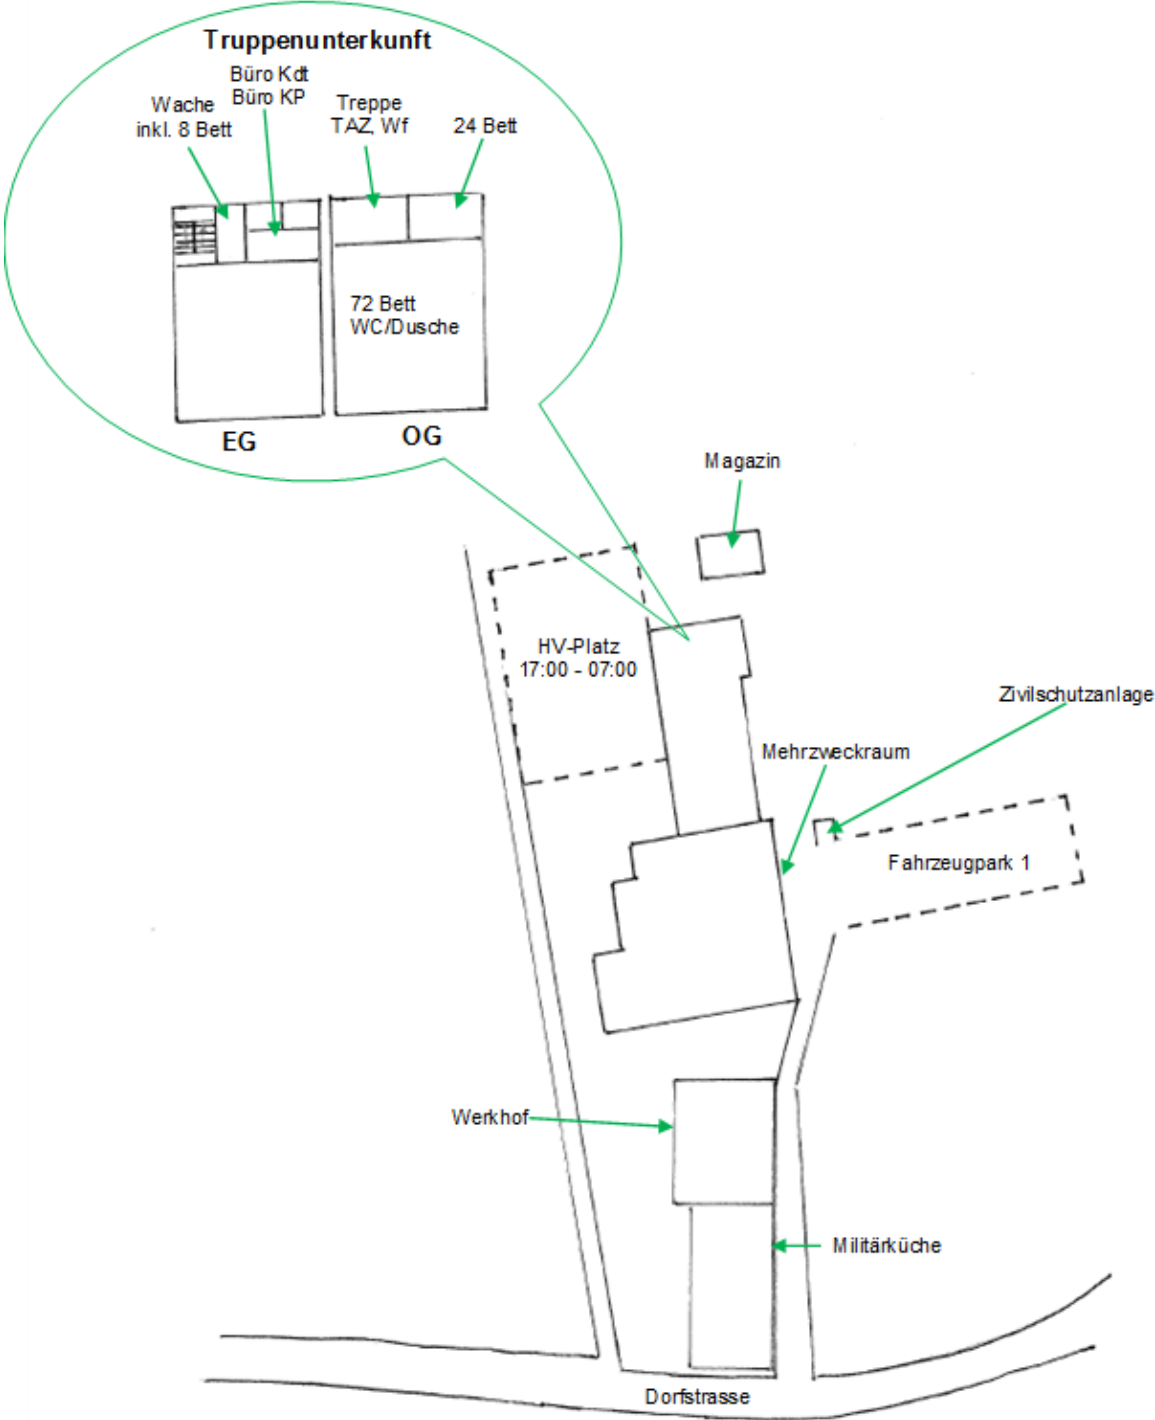 Truppenunterkunft
Büro Kdt
Büro KP
Wache
inkl. 8 Bett
Treppe
TAZ, Wf
24 Bett
72 Bett
WC/Dusche
EG
OG
Magazin
HV-Platz
17:00 - 07:00
Zivilschutzanlage
Mehrzweckraum
Fahrzeugpark 1
Werkhof
Militärküche
Dorfstrasse